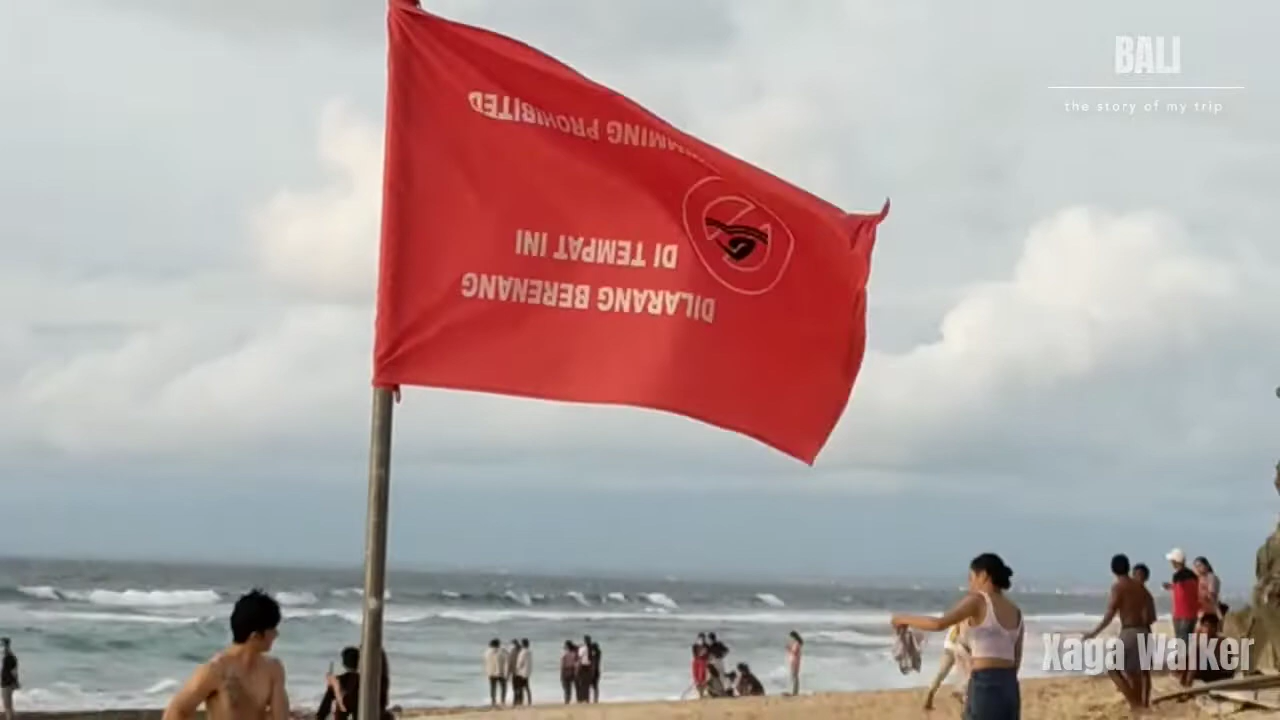 BALI
the story of my trip
DILARANG BERENANG
DI TEMPAT INI
PROHIBITED
Xaga Walker